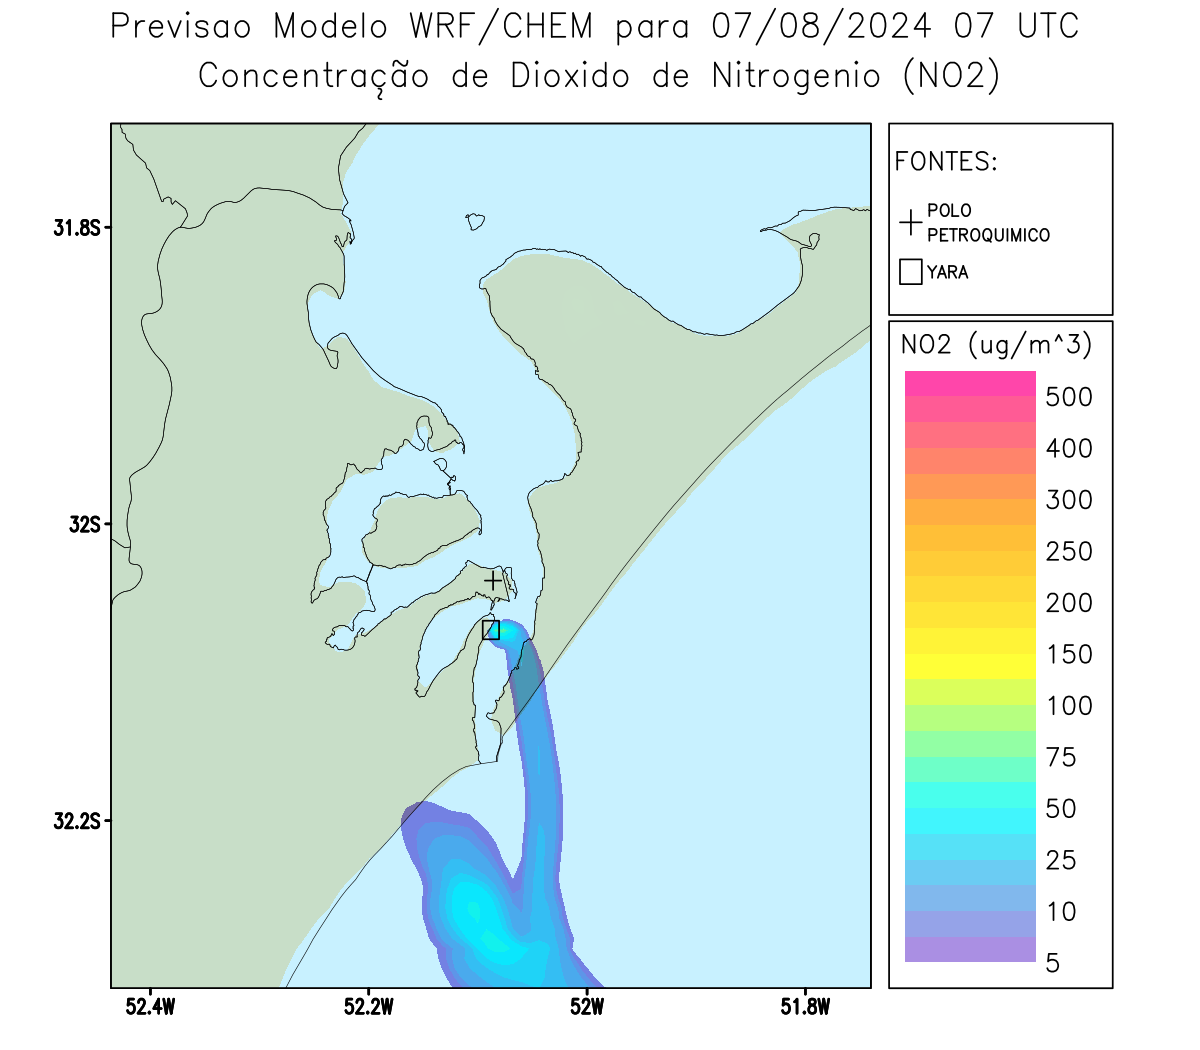 Previsao Modelo WRF/CHEM para 07/08/2024 07 UTC
Concentração de Dioxido de Nitrogenio (NO2)
FONTES:
POLO
PETROQUIMICO
YARA
31.8S
32S
32.2S
52.4W
52.2W
52W
51.8W
NO2 (ug/m^3)
500
400
300
250
200
150
100
75
50
25
10
5